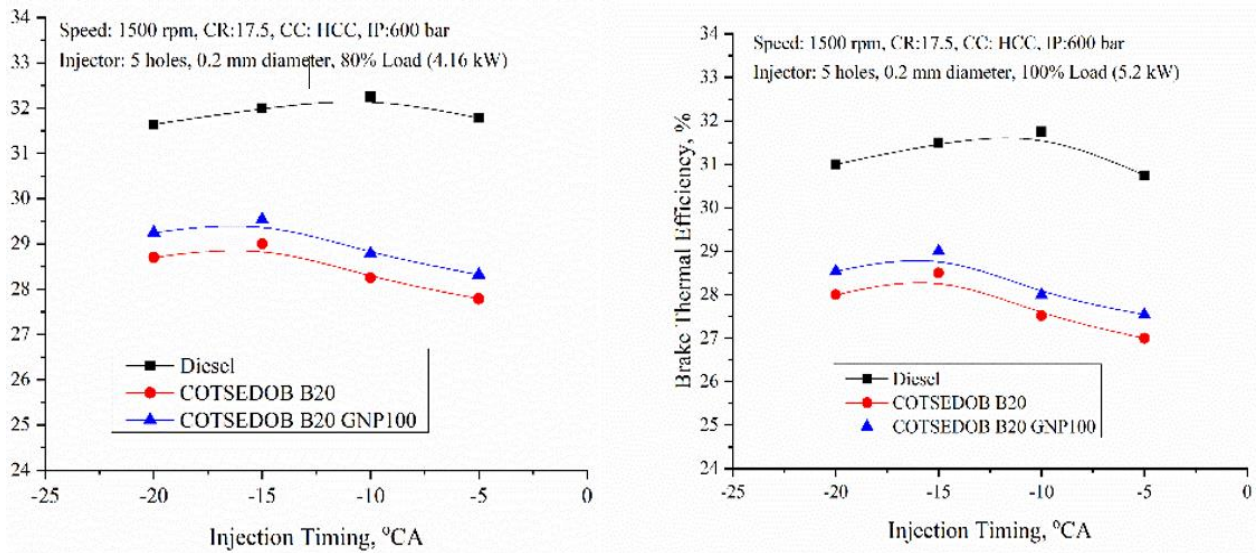 Speed: 1500 rpm, CR:17.5, CC: HCC, IP:600 bar
Injector: 5 holes, 0.2 mm diameter, 80% Load (4.16 kW)
34
33
32
31
30
29
28
27
26
25
24
Diesel
COTSEDOB B20
COTSEDOB B20 GNP100
-25
-20
-15
-10
-5
0
Injection Timing, °CA
Speed: 1500 rpm, CR:17.5, CC: HCC, IP:600 bar
Injector: 5 holes, 0.2 mm diameter, 100% Load (5.2 kW)
Brake Thermal Efficiency, %
34
33
32
31
30
29
28
27
26
25
24
Diesel
COTSEDOB B20
COTSEDOB B20 GNP100
-25
-20
-15
-10
-5
0
Injection Timing, °CA